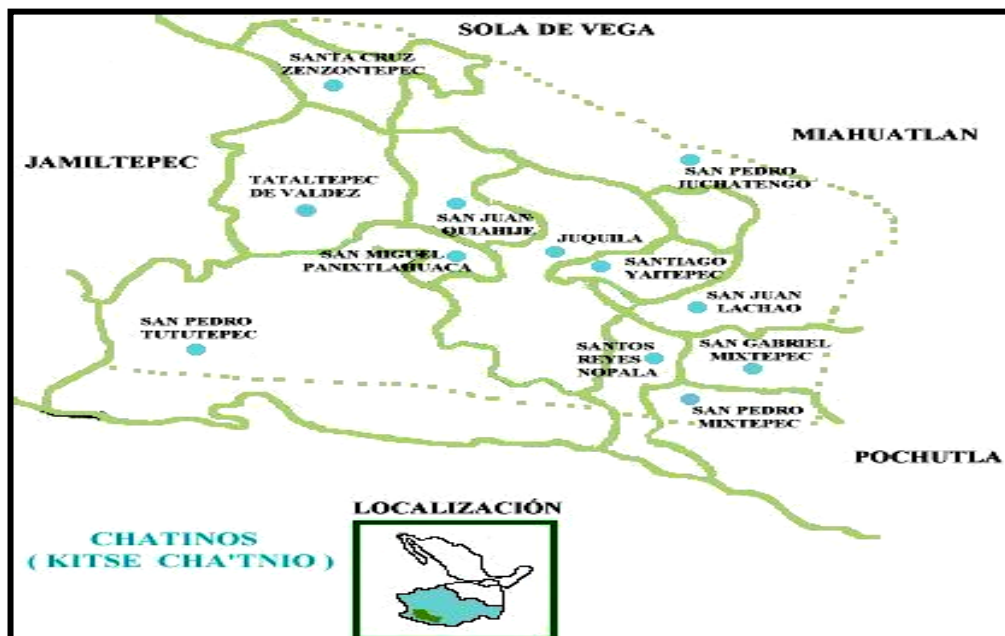 SOLA DE VEGA
SANTA CRUZ
ZENZONTEPEC
MIAHUATLAN
JAMILTEPEC
SAN PEDRO
JUCHATENGO
TATALTEPEC
DE VALDEZ
SAN JUAN
QUIAHIJE
JUQUILA
SAN MIGUEL
PANIXTLAHUACA
SANTIAGO
YAITEPEC
SAN JUAN
LACHAO
SAN PEDRO
TUTUTEPEC
SANTOS
REYES
NOPALA
SAN GABRIEL
MIXTEPEC
SAN PEDRO
MIXTEPEC
POCHUTLA
LOCALIZACIÓN
CHATINOS
( KITSE CHA'TNIO )